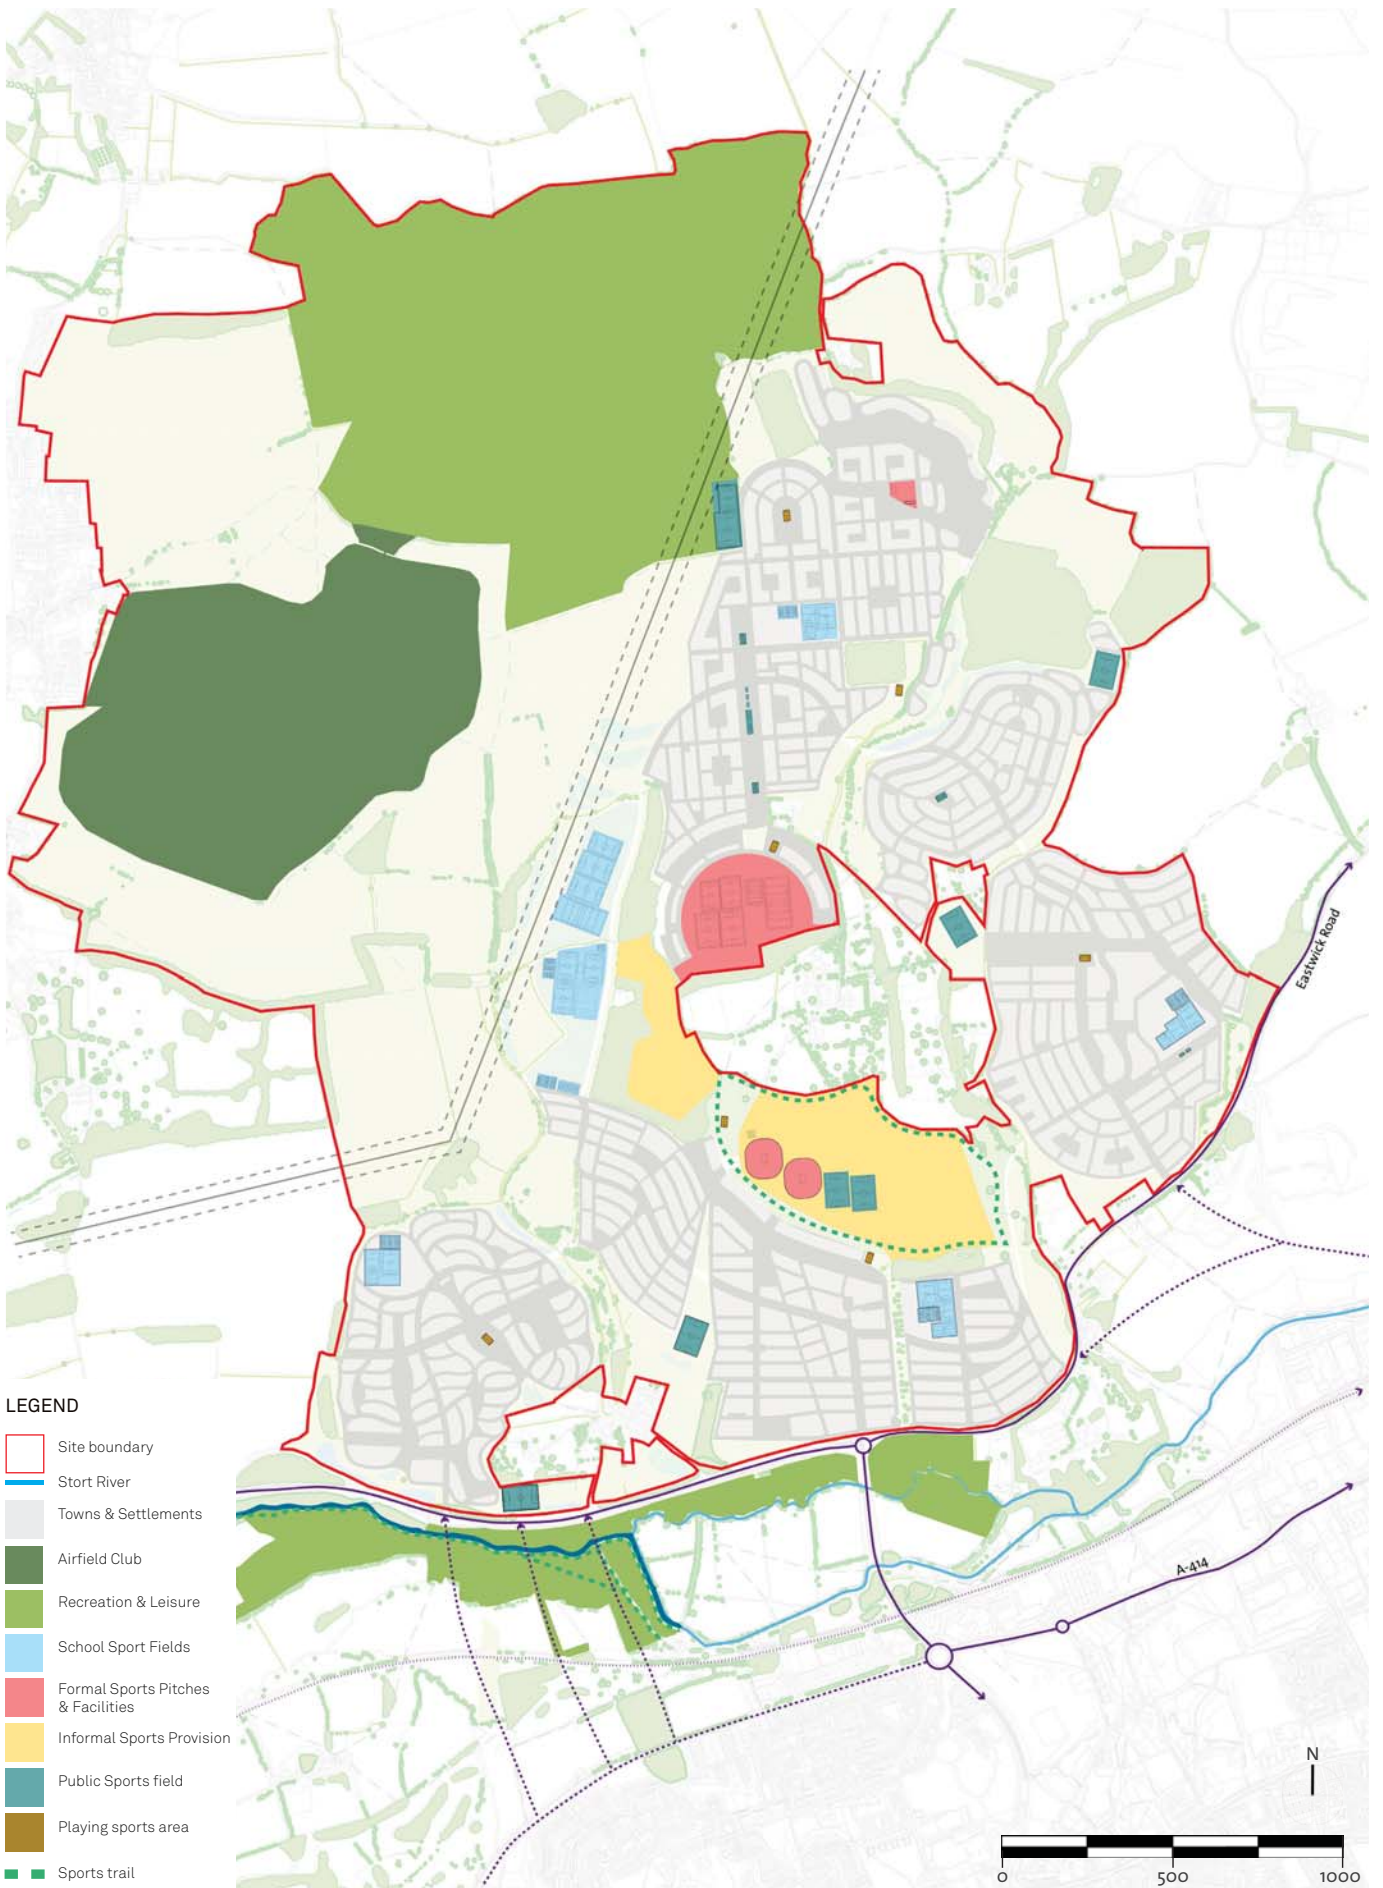 Eastwick Road
A-414
LEGEND
Site boundary
Stort River
Towns & Settlements
Airfield Club
Recreation & Leisure
School Sport Fields
Formal Sports Pitches
& Facilities
Informal Sports Provision
Public Sports field
Playing sports area
Sports trail
N
0 500 1000